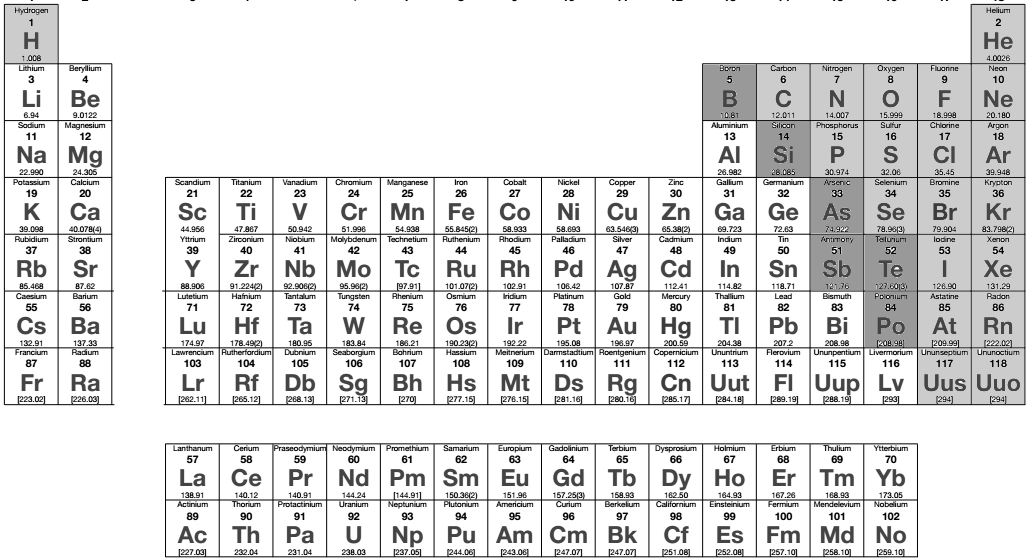 Hydrogen Helium
1 2
H He
1.008 4.0026
Lithium Beryllium Boron Carbon Nitrogen Oxygen Fluorine Neon
3 4 5 6 7 8 9 10
Li Be B C N O F Ne
6.94 9.0122 10.81 12.011 14.007 15.999 18.998 20.180
Sodium Magnesium Aluminium Silicon Phosphorus Sulfur Chlorine Argon
11 12 13 14 15 16 17 18
Na Mg Al Si P S Cl Ar
22.990 24.305 26.982 28.085 30.974 32.06 35.45 39.948
Potassium Calcium Scandium Titanium Vanadium Chromium Manganese Iron Cobalt Nickel Copper Zinc Gallium Germanium Arsenic Selenium Bromine Krypton
19 20 21 22 23 24 25 26 27 28 29 30 31 32 33 34 35 36
K Ca Sc Ti V Cr Mn Fe Co Ni Cu Zn Ga Ge As Se Br Kr
39.098 40.078(4) 44.956 47.867 50.942 51.996 54.938 55.845(2) 58.933 58.693 63.546(3) 65.38(2) 69.723 72.63 74.922 78.96(3) 79.904 83.798(2)
Rubidium Strontium Yttrium Zirconium Niobium Molybdenum Technetium Ruthenium Rhodium Palladium Silver Cadmium Indium Tin Antimony Tellurium Iodine Xenon
37 38 39 40 41 42 43 44 45 46 47 48 49 50 51 52 53 54
Rb Sr Y Zr Nb Mo Tc Ru Rh Pd Ag Cd In Sn Sb Te I Xe
85.468 87.62 88.906 91.224(2) 92.906(2) 95.96(2) [97.91] 101.07(2) 102.91 106.42 107.87 112.41 114.82 118.71 121.76 127.60(3) 126.90 131.29
Caesium Barium Lutetium Hafnium Tantalum Tungsten Rhenium Osmium Iridium Platinum Gold Mercury Thallium Lead Bismuth Polonium Astatine Radon
55 56 71 72 73 74 75 76 77 78 79 80 81 82 83 84 85 86
Cs Ba Lu Hf Ta W Re Os Ir Pt Au Hg Tl Pb Bi Po At Rn
132.91 137.33 174.97 178.49(2) 180.95 183.84 186.21 190.23(2) 192.22 195.08 196.97 200.59 204.38 207.2 208.98 [208.98] [209.99] [222.02]
Francium Radium Lawrencium Rutherfordium Dubnium Seaborgium Bohrium Hassium Meitnerium Darmstadtium Roentgenium Copernicium Ununtrium Flerovium Ununpentium Livermorium Ununseptium Ununoctium
87 88 103 104 105 106 107 108 109 110 111 112 113 114 115 116 117 118
Fr Ra Lr Rf Db Sg Bh Hs Mt Ds Rg Cn Uut Fl Uup Lv Uus Uuo
[223.02] [226.03] [262.11] [265.12] [268.13] [271.13] [270] [277.15] [276.15] [281.16] [280.16] [285.17] [284.18] [289.19] [288.19] [293] [294] [294]
Lanthanum Cerium Praseodymium Neodymium Promethium Samarium Europium Gadolinium Terbium Dysprosium Holmium Erbium Thulium Ytterbium
57 58 59 60 61 62 63 64 65 66 67 68 69 70
La Ce Pr Nd Pm Sm Eu Gd Tb Dy Ho Er Tm Yb
138.91 140.12 140.91 144.24 [144.91] 150.36(2) 151.96 157.25(3) 158.93 162.50 164.93 167.26 168.93 173.05
Actinium Thorium Protactinium Uranium Neptunium Plutonium Americium Curium Berkelium Californium Einsteinium Fermium Mendelevium Nobelium
89 90 91 92 93 94 95 96 97 98 99 100 101 102
Ac Th Pa U Np Pu Am Cm Bk Cf Es Fm Md No
[227.03] 232.04 231.04 238.03 [237.05] [244.06] [243.06] [247.07] [247.07] [251.08] [252.08] [257.10] [258.10] [259.10]